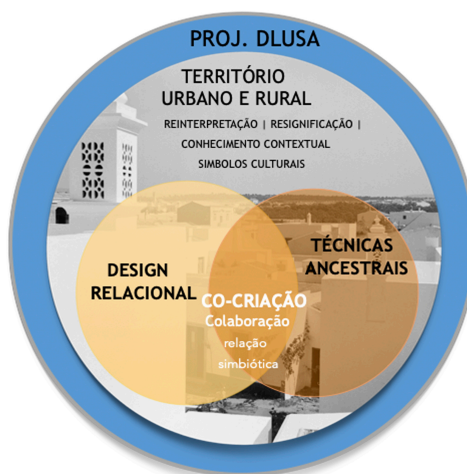 PROJ. DLUSA
TERRITÓRIO
URBANO E RURAL
REINTERPRETAÇÃO | RESIGNIFICAÇÃO |
CONHECIMENTO CONTEXTUAL
SIMBOLOS CULTURAIS
DESIGN
RELACIONAL
TÉCNICAS
ANCESTRAIS
CO-CRIAÇÃO
Colaboração
relação
simbiótica